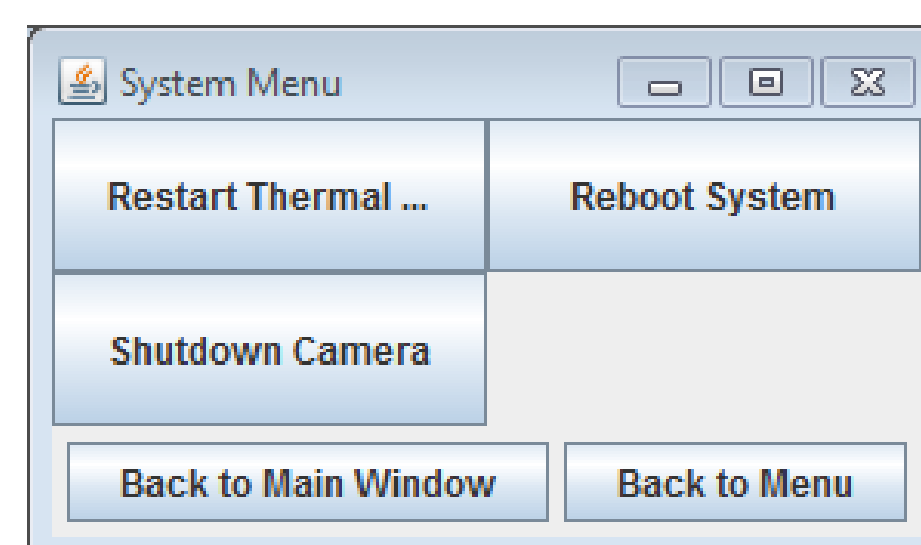 System Menu
Restart Thermal ...
Reboot System
Shutdown Camera
Back to Main Window
Back to Menu